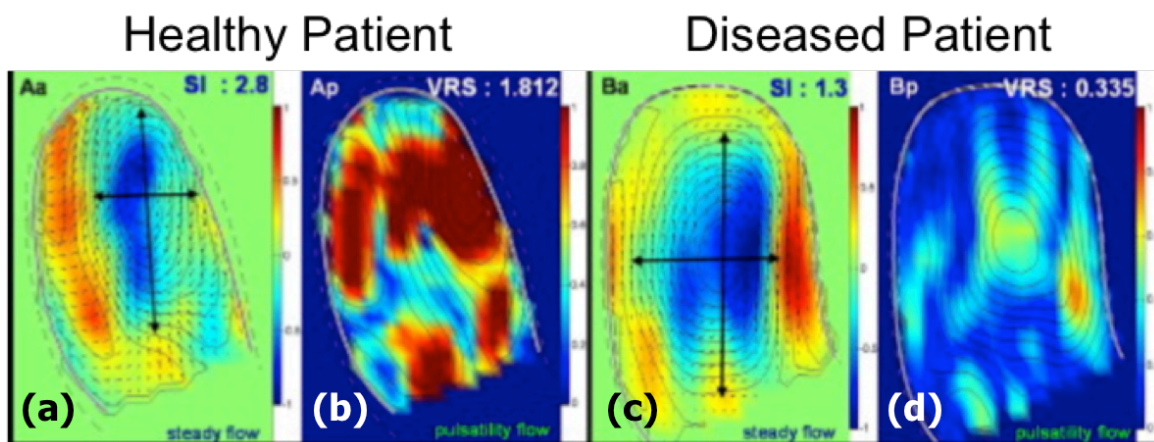 Healthy Patient
Diseased Patient
Aa
SI : 2.8
Ap
VRS : 1.812
Ba
SI : 1.3
Bp
VRS : 0.335
(a)
(b)
(c)
(d)
steady flow
pulsatility flow
steady flow
pulsatility flow